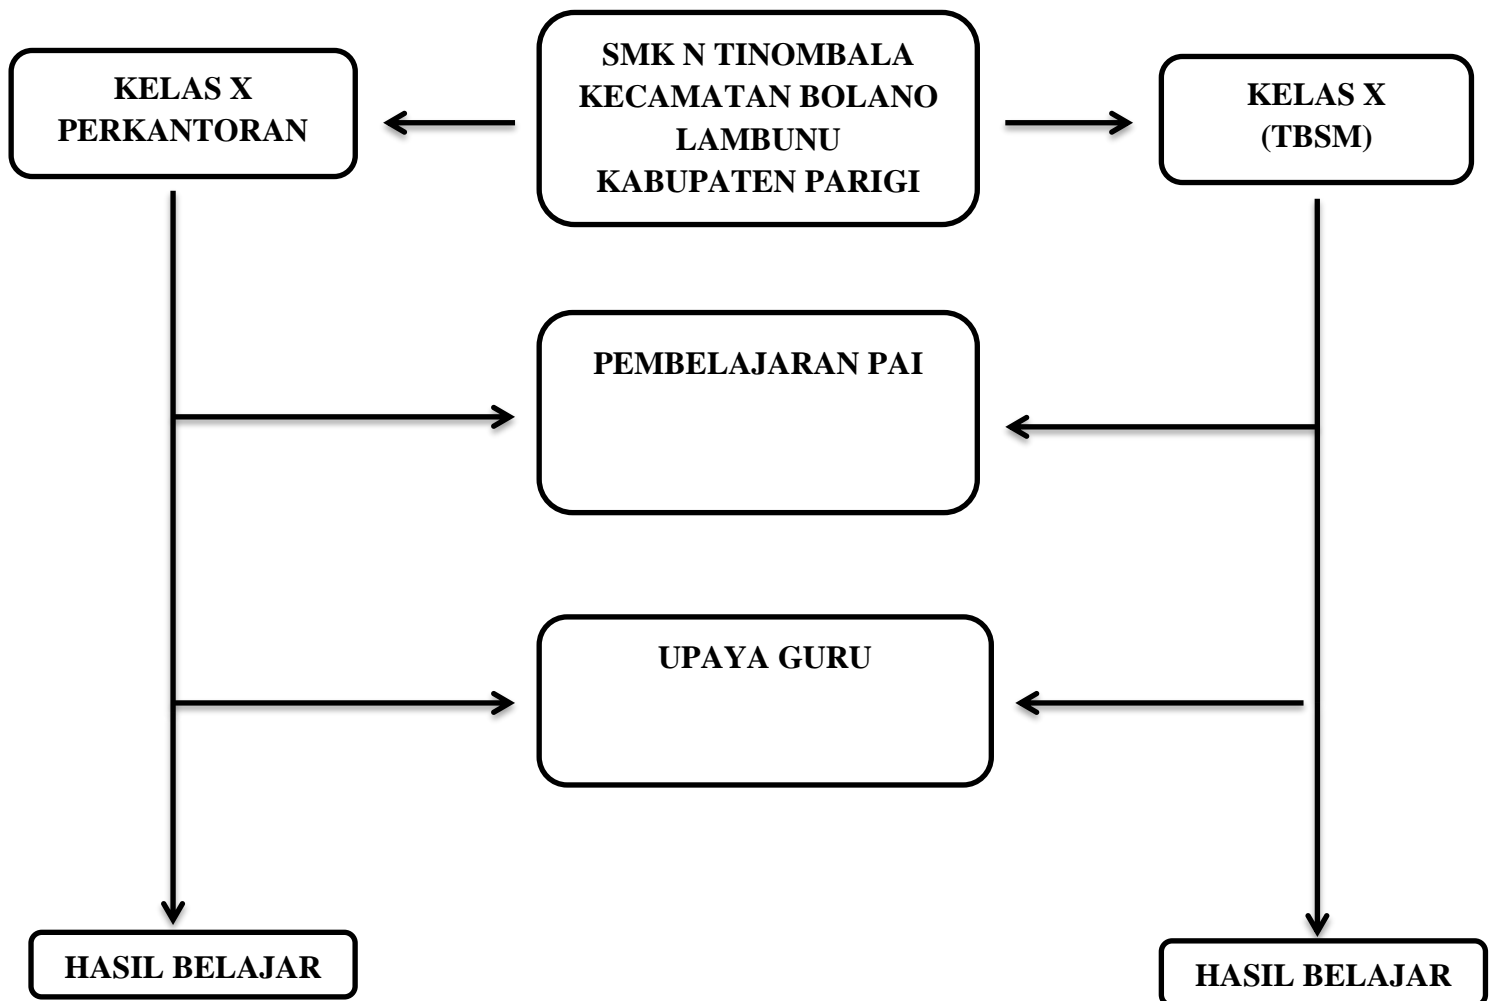 KELAS X
PERKANTORAN
SMK N TINOMBALA
KECAMATAN BOLANO
LAMBUNU
KABUPATEN PARIGI
KELAS X
(TBSM)
PEMBELAJARAN PAI
UPAYA GURU
HASIL BELAJAR
HASIL BELAJAR